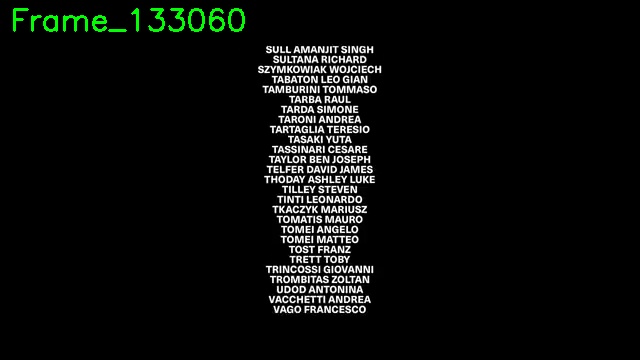 Frame_133060
SULL AMANJIT SINGH
SULTANA RICHARD
SZYMKOWIAK WOJCIECH
TABATON LEO GIAN
TAMBURINI TOMMASO
TARBA RAUL
TARDA SIMONE
TARONI ANDREA
TARTAGLIA TERESIO
TASAKI YUTA
TASSINARI CESARE
TAYLOR BEN JOSEPH
TELFER DAVID JAMES
THODAY ASHLEY LUKE
TILLEY STEVEN
TINTI LEONARDO
TKACZYK MARIUSZ
TOMATIS MAURO
TOMEI ANGELO
TOMEI MATTEO
TOST FRANZ
TRETT TOBY
TRINCOSSI GIOVANNI
TROMBITAS ZOLTAN
UDOD ANTONINA
VACCHETTI ANDREA
VAGO FRANCESCO